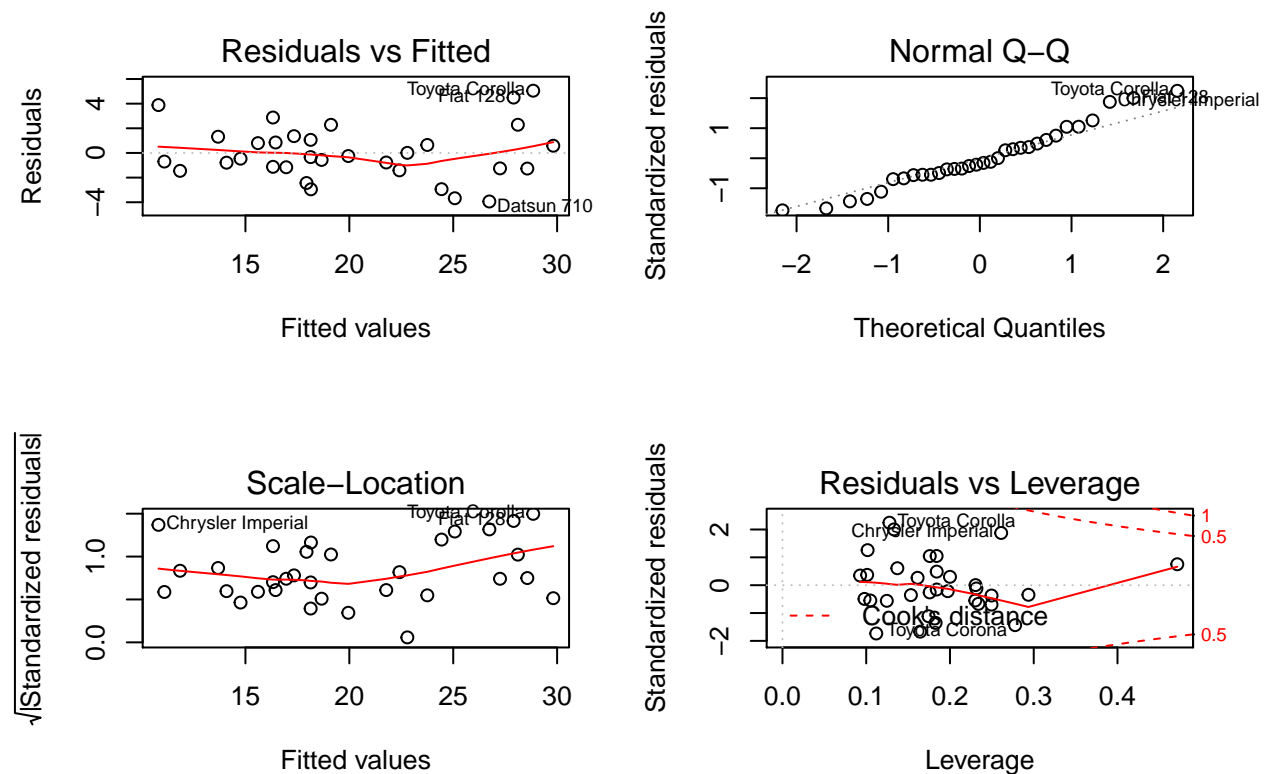 Residuals vs Fitted
Residuals
4
0
−4
Toyota Corolla
Fiat 128
Datsun 710
15 20 25 30
Fitted values
Normal Q−Q
Standardized residuals
1
−1
Toyota Corolla
Fiat 128
Chrysler Imperial
−2 −1 0 1 2
Theoretical Quantiles
Scale−Location
√|Standardized residuals|
1.0
0.0
Toyota Corolla
Fiat 128
Chrysler Imperial
15 20 25 30
Fitted values
Residuals vs Leverage
Standardized residuals
2
0
−2
Toyota Corolla
Chrysler Imperial
Cook's distance
Toyota Corona
1
0.5
0.5
0.0 0.1 0.2 0.3 0.4
Leverage